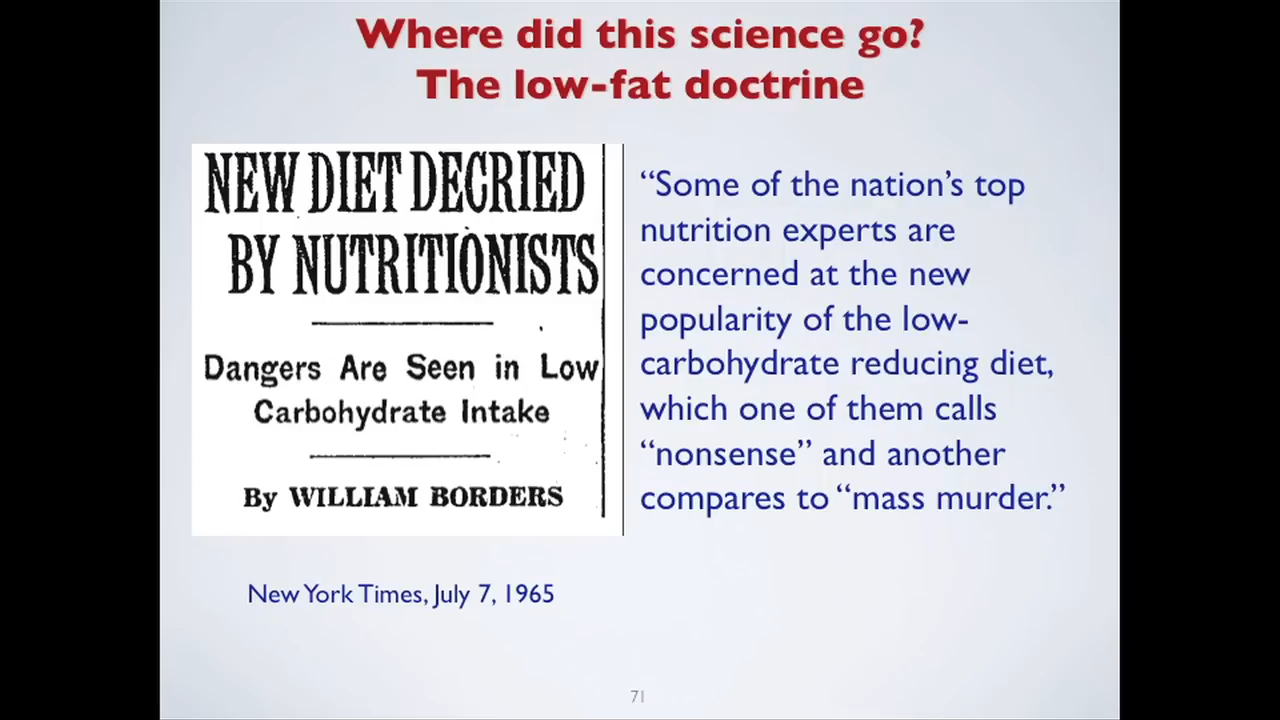 Where did this science go?
The low-fat doctrine
NEW DIET DECRIED
BY NUTRITIONISTS
Dangers Are Seen in Low
Carbohydrate Intake
By WILLIAM BORDERS
New York Times, July 7, 1965
“Some of the nation’s top
nutrition experts are
concerned at the new
popularity of the low-
carbohydrate reducing diet,
which one of them calls
“nonsense” and another
compares to “mass murder.”
71